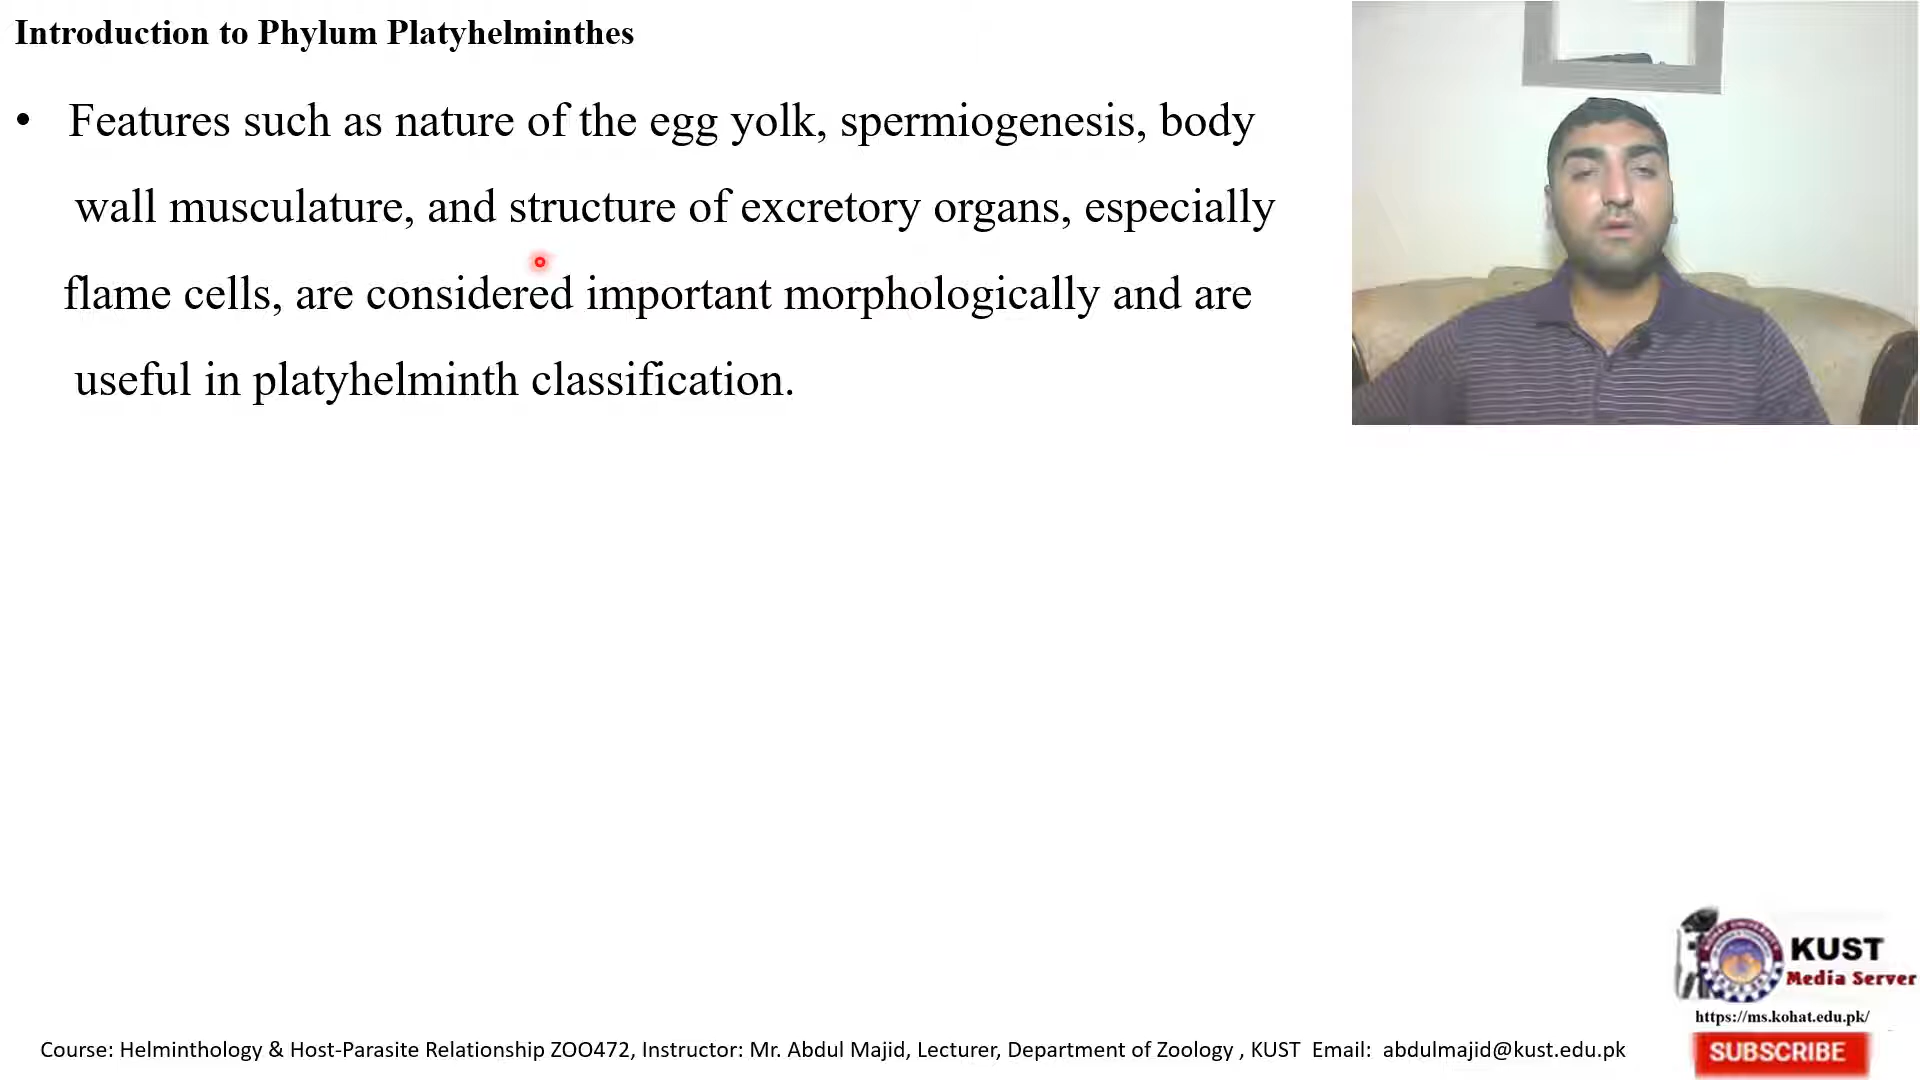 Introduction to Phylum Platyhelminthes
• Features such as nature of the egg yolk, spermiogenesis, body
wall musculature, and structure of excretory organs, especially
flame cells, are considered important morphologically and are
useful in platyhelminth classification.
KUST
Media Server
https://ms.kohat.edu.pk/
SUBSCRIBE
Course: Helminthology & Host-Parasite Relationship ZOO472, Instructor: Mr. Abdul Majid, Lecturer, Department of Zoology , KUST Email: abdulmajid@kust.edu.pk